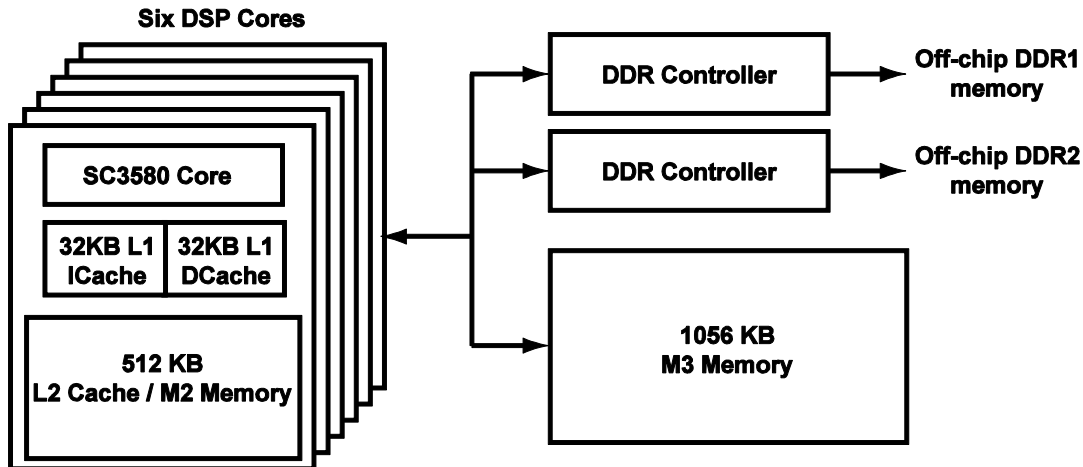 Six DSP Cores
SC3580 Core
32KB L1
ICache
32KB L1
DCache
512 KB
L2 Cache / M2 Memory
DDR Controller
Off-chip DDR1
memory
DDR Controller
Off-chip DDR2
memory
1056 KB
M3 Memory